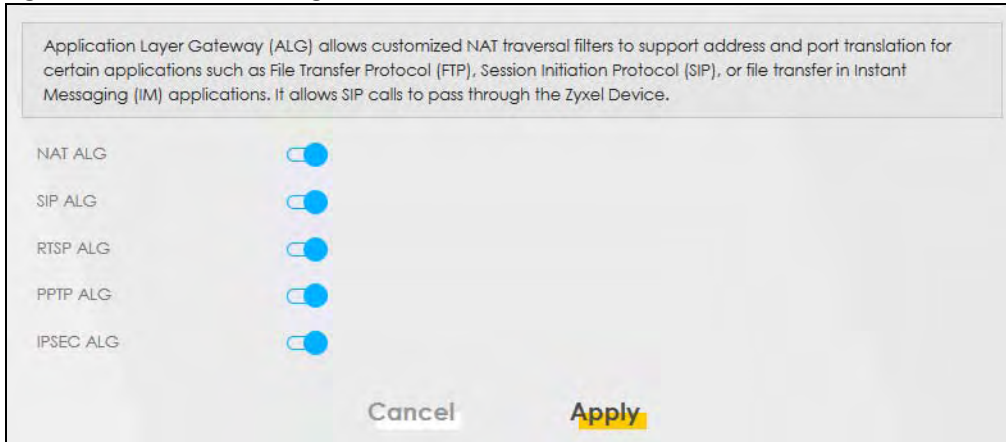 Application Layer Gateway (ALG) allows customized NAT traversal filters to support address and port translation for
certain applications such as File Transfer Protocol (FTP), Session Initiation Protocol (SIP), or file transfer in Instant
Messaging (IM) applications. It allows SIP calls to pass through the Zyxel Device.
NAT ALG
SIP ALG
RTSP ALG
PPTP ALG
IPSEC ALG
Cancel Apply